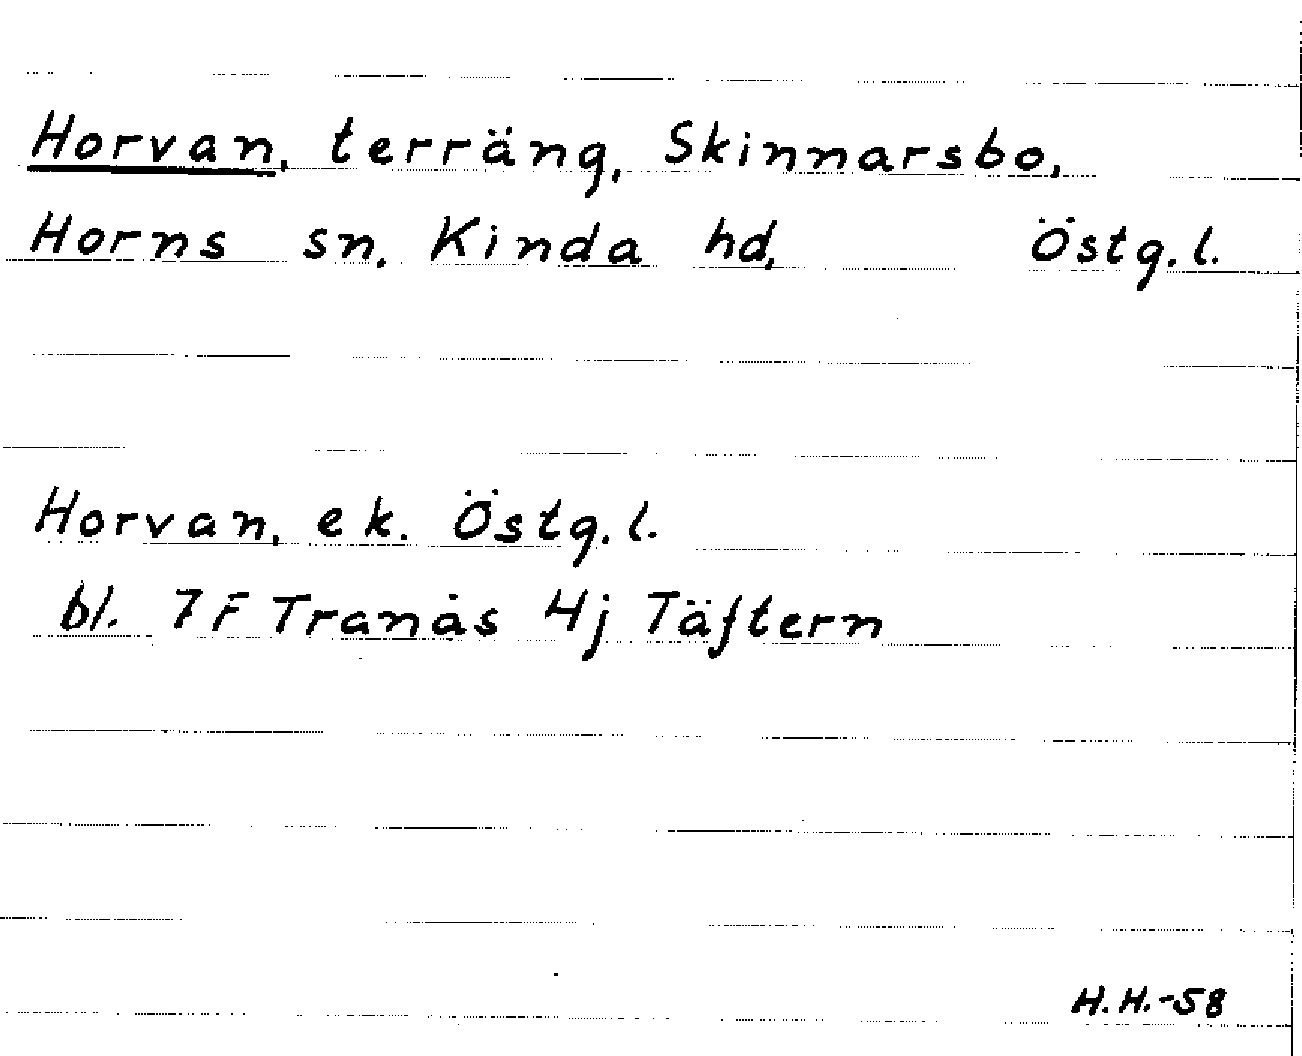 Horvan, terräng, Skinnarsbo,
Horns sn, Kinda hd, Östg. l.
Horvan, ek. Östg. l.
bl. 7F Tranås 4j Täftern
H.H.-58